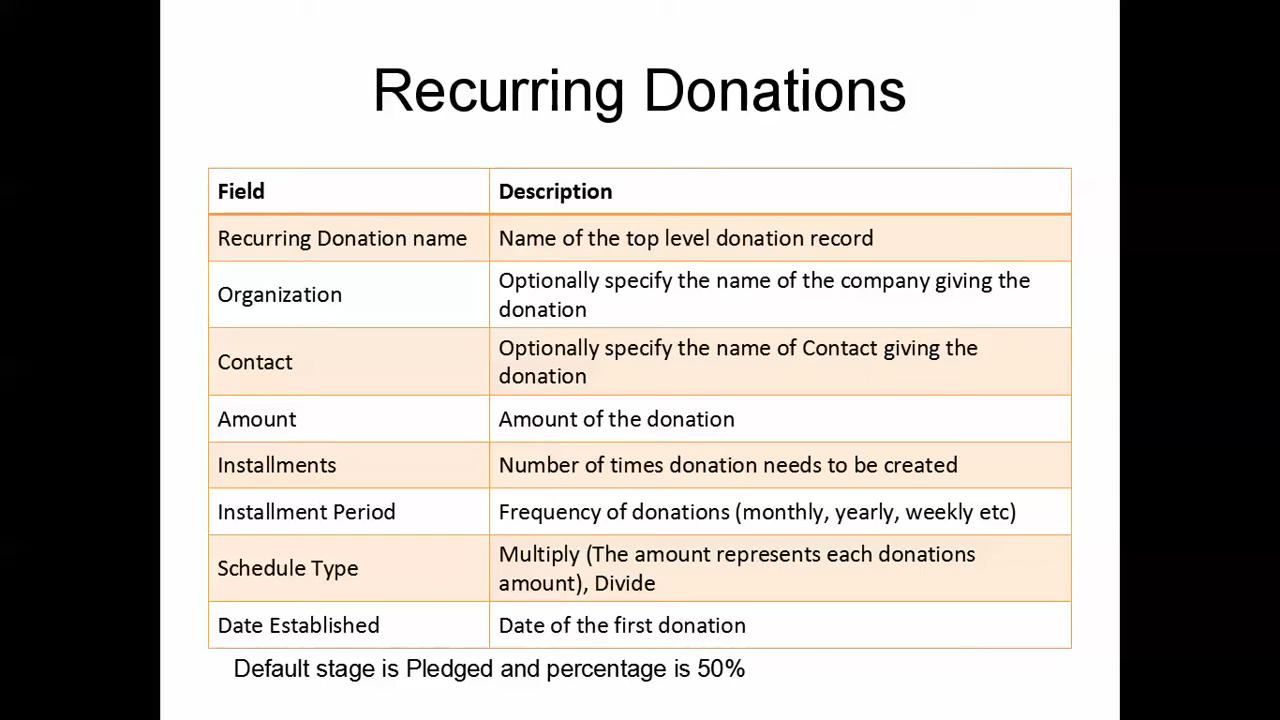 Recurring Donations
Field Description
Recurring Donation name Name of the top level donation record
Organization Optionally specify the name of the company giving the
donation
Contact Optionally specify the name of Contact giving the
donation
Amount Amount of the donation
Installments Number of times donation needs to be created
Installment Period Frequency of donations (monthly, yearly, weekly etc)
Schedule Type Multiply (The amount represents each donations
amount), Divide
Date Established Date of the first donation
Default stage is Pledged and percentage is 50%